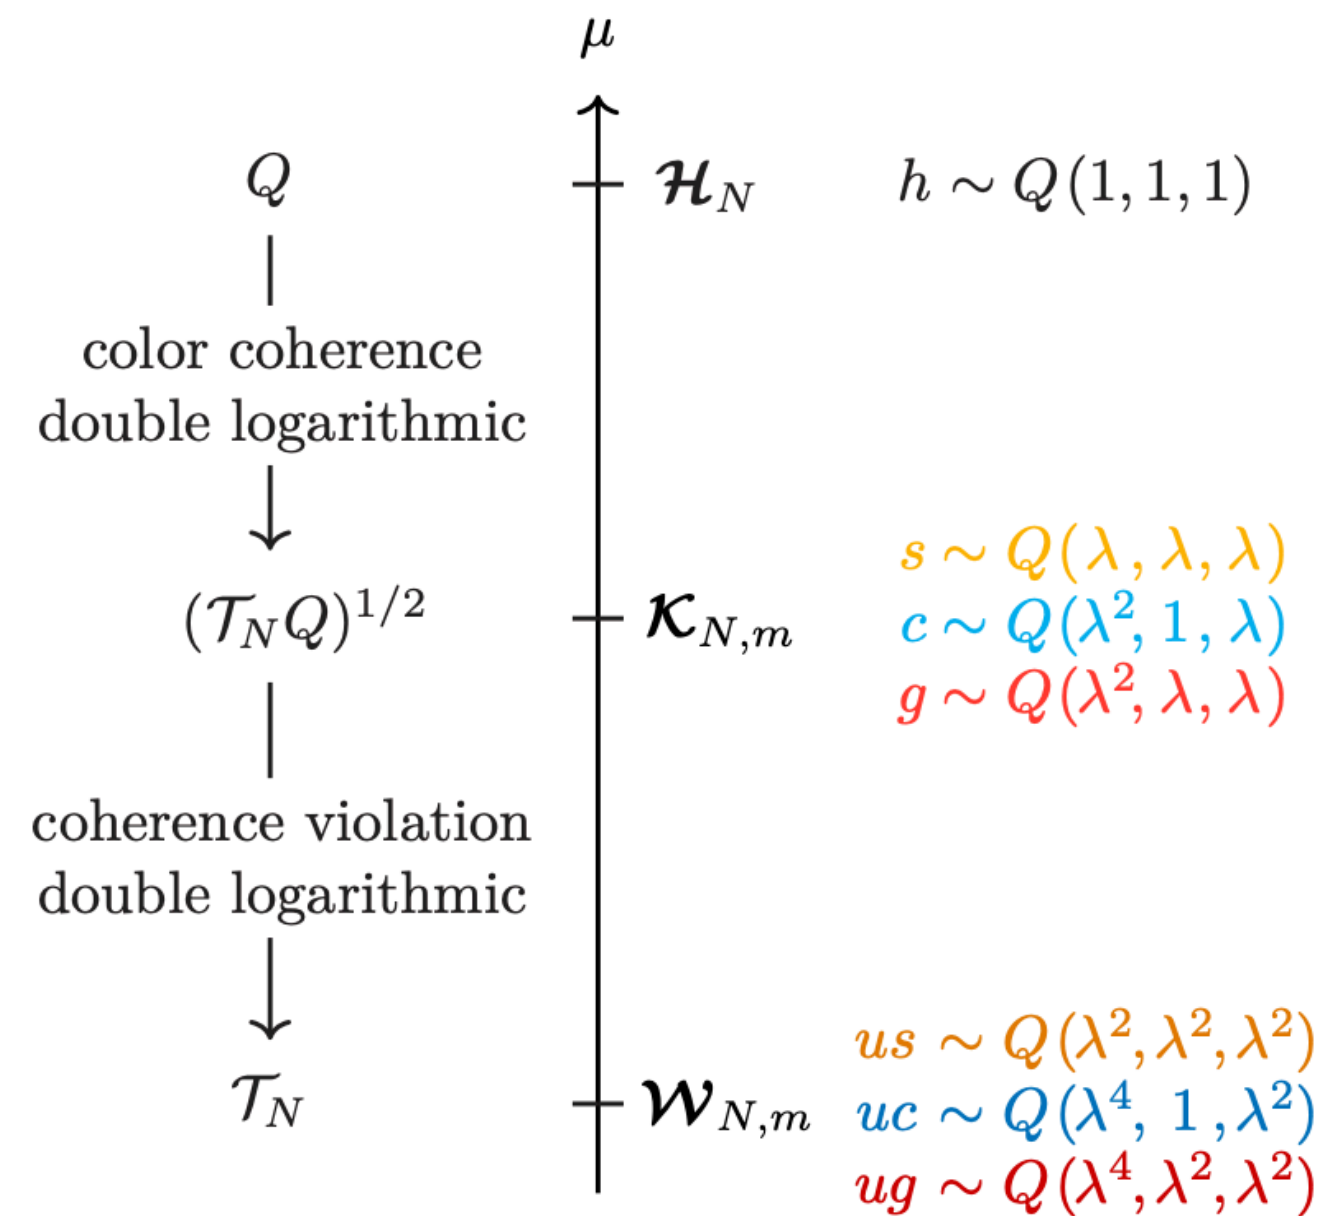 μ
Q
𝓗_N
h ∼ Q(1, 1, 1)
color coherence
double logarithmic
(𝒯_N Q)^{1/2}
𝓚_{N,m}
s ∼ Q(λ, λ, λ)
c ∼ Q(λ², 1, λ)
g ∼ Q(λ², λ, λ)
coherence violation
double logarithmic
𝒯_N
𝓦_{N,m}
us ∼ Q(λ², λ², λ²)
uc ∼ Q(λ⁴, 1, λ²)
ug ∼ Q(λ⁴, λ², λ²)